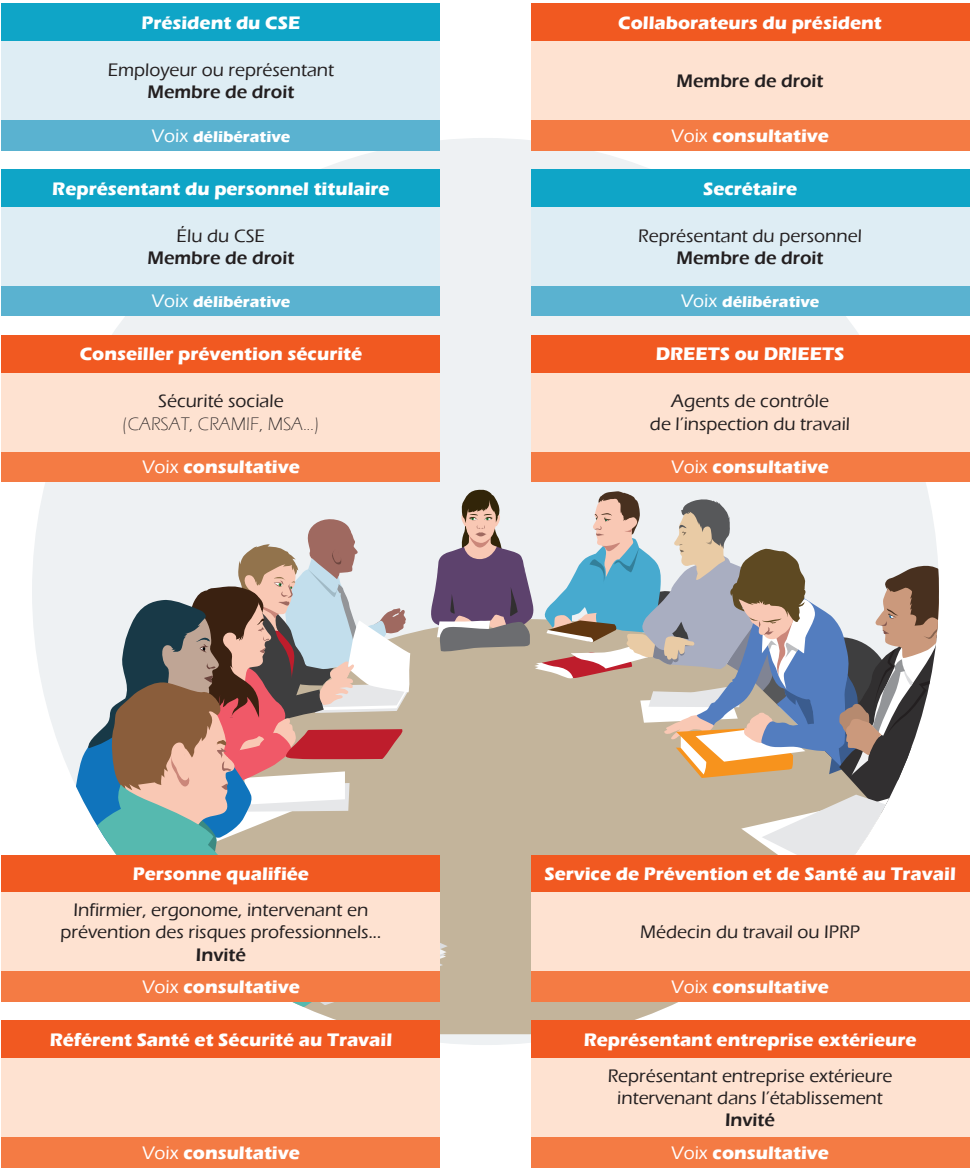 Président du CSE
Employeur ou représentant
Membre de droit
Voix délibérative
Collaborateurs du président
Membre de droit
Voix consultative
Représentant du personnel titulaire
Élu du CSE
Membre de droit
Voix délibérative
Secrétaire
Représentant du personnel
Membre de droit
Voix délibérative
Conseiller prévention sécurité
Sécurité sociale
(CARSAT, CRAMIF, MSA...)
Voix consultative
DREETS ou DRIEETS
Agents de contrôle
de l'inspection du travail
Voix consultative
Personne qualifiée
Infirmier, ergonome, intervenant en
prévention des risques professionnels...
Invité
Voix consultative
Service de Prévention et de Santé au Travail
Médecin du travail ou IPRP
Voix consultative
Référent Santé et Sécurité au Travail
Voix consultative
Représentant entreprise extérieure
Représentant entreprise extérieure
intervenant dans l'établissement
Invité
Voix consultative